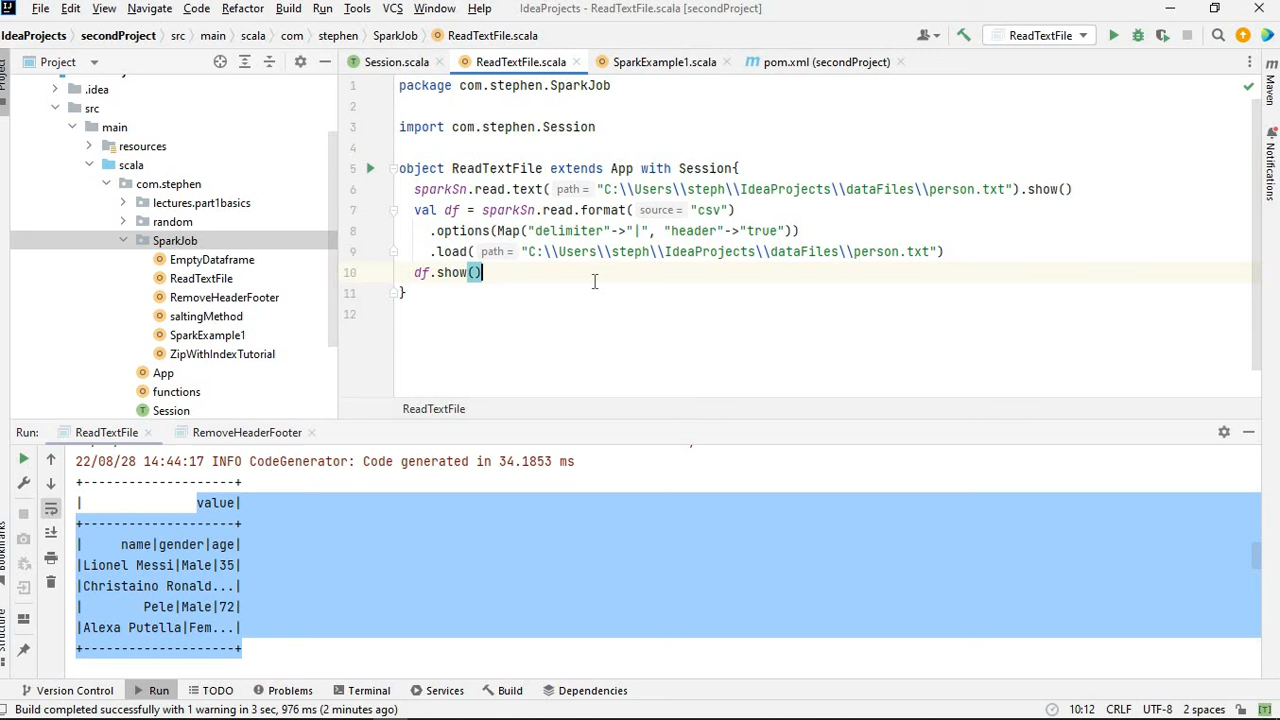 File Edit View Navigate Code Refactor Build Run Tools VCS Window Help IdeaProjects - ReadTextFile.scala [secondProject]
IdeaProjects secondProject src main scala com stephen SparkJob ReadTextFile.scala ReadTextFile
Project
Session.scala ReadTextFile.scala SparkExample1.scala pom.xml (secondProject)
.idea
src
main
resources
scala
com.stephen
lectures.part1basics
random
SparkJob
EmptyDataframe
ReadTextFile
RemoveHeaderFooter
saltingMethod
SparkExample1
ZipWithIndexTutorial
App
functions
Session
1 package com.stephen.SparkJob
2
3 import com.stephen.Session
4
5 object ReadTextFile extends App with Session{
6 sparkSn.read.text( path = "C:\\Users\\steph\\IdeaProjects\\dataFiles\\person.txt").show()
7 val df = sparkSn.read.format( source = "csv")
8 .options(Map("delimiter"->"|", "header"->"true"))
9 .load( path = "C:\\Users\\steph\\IdeaProjects\\dataFiles\\person.txt")
10 df.show()
11 }
12
ReadTextFile
Project
Maven
Notifications
Bookmarks
Structure
Run: ReadTextFile RemoveHeaderFooter
22/08/28 14:44:17 INFO CodeGenerator: Code generated in 34.1853 ms
+--------------------+
|               value|
+--------------------+
|     name|gender|age|
|Lionel Messi|Male|35|
|Christaino Ronald...|
|        Pele|Male|72|
|Alexa Putella|Fem...|
+--------------------+
Version Control Run TODO Problems Terminal Services Build Dependencies
Build completed successfully with 1 warning in 3 sec, 976 ms (2 minutes ago) 10:12 CRLF UTF-8 2 spaces